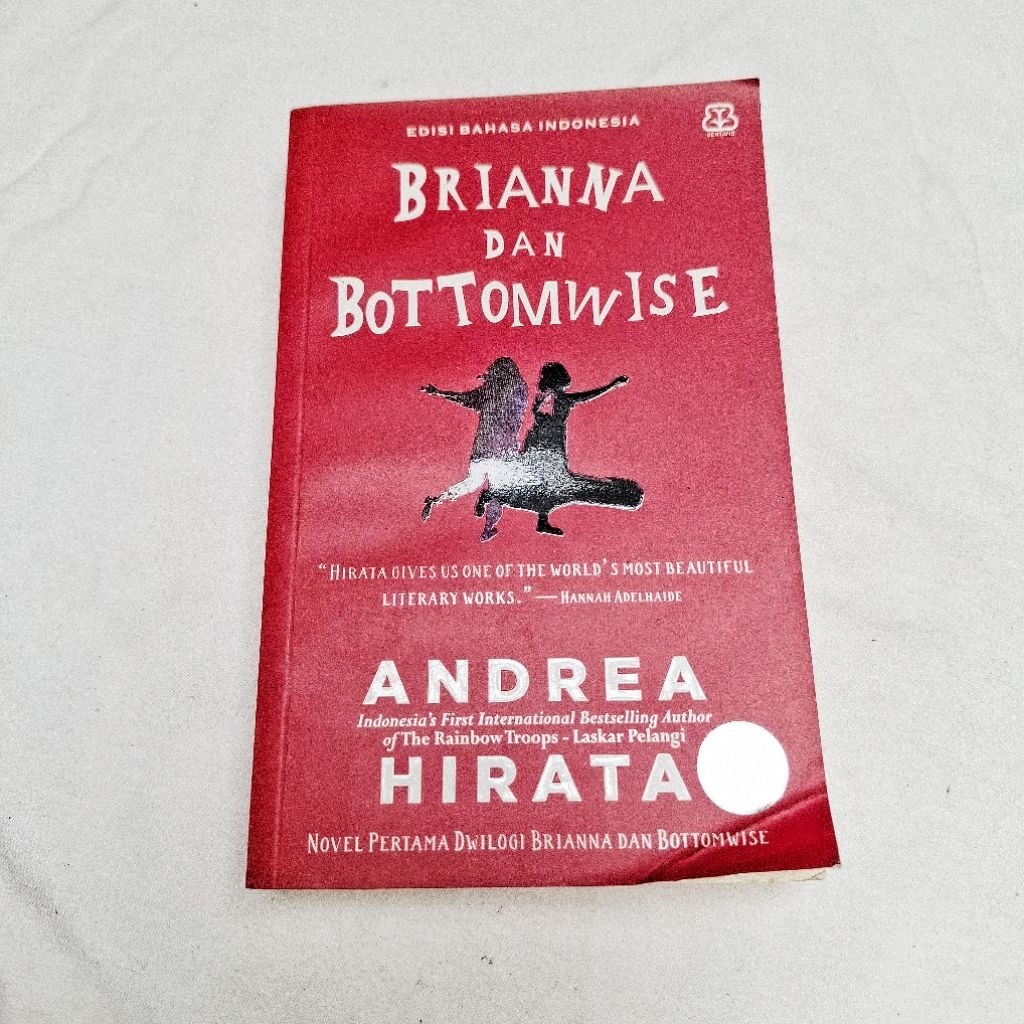 EDISI BAHASA INDONESIA
BENTANG
BRIANNA
DAN
BOTTOMWISE
"HIRATA GIVES US ONE OF THE WORLD'S MOST BEAUTIFUL
LITERARY WORKS." — HANNAH ADELHAIDE
ANDREA
Indonesia's First International Bestselling Author
of The Rainbow Troops - Laskar Pelangi
HIRATA
NOVEL PERTAMA DWILOGI BRIANNA DAN BOTTOMWISE